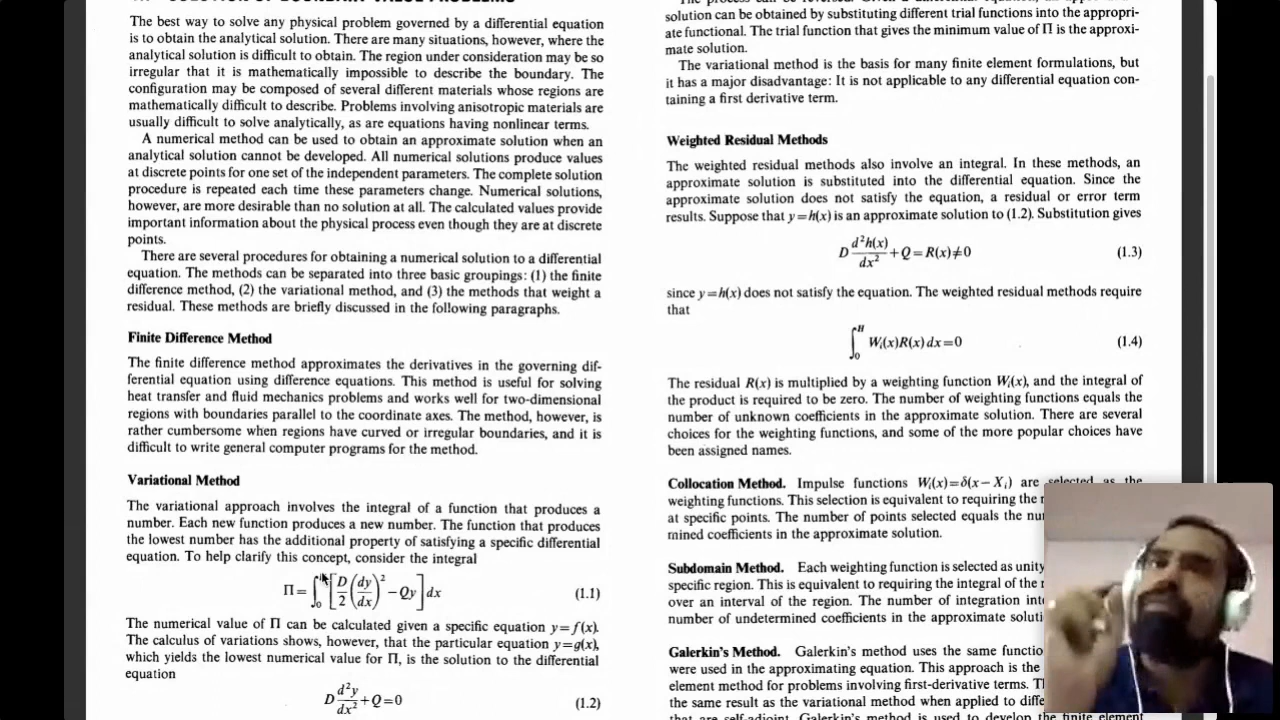 The best way to solve any physical problem governed by a differential equation
is to obtain the analytical solution. There are many situations, however, where the
analytical solution is difficult to obtain. The region under consideration may be so
irregular that it is mathematically impossible to describe the boundary. The
configuration may be composed of several different materials whose regions are
mathematically difficult to describe. Problems involving anisotropic materials are
usually difficult to solve analytically, as are equations having nonlinear terms.
A numerical method can be used to obtain an approximate solution when an
analytical solution cannot be developed. All numerical solutions produce values
at discrete points for one set of the independent parameters. The complete solution
procedure is repeated each time these parameters change. Numerical solutions,
however, are more desirable than no solution at all. The calculated values provide
important information about the physical process even though they are at discrete
points.
There are several procedures for obtaining a numerical solution to a differential
equation. The methods can be separated into three basic groupings: (1) the finite
difference method, (2) the variational method, and (3) the methods that weight a
residual. These methods are briefly discussed in the following paragraphs.
Finite Difference Method
The finite difference method approximates the derivatives in the governing dif-
ferential equation using difference equations. This method is useful for solving
heat transfer and fluid mechanics problems and works well for two-dimensional
regions with boundaries parallel to the coordinate axes. The method, however, is
rather cumbersome when regions have curved or irregular boundaries, and it is
difficult to write general computer programs for the method.
Variational Method
The variational approach involves the integral of a function that produces a
number. Each new function produces a new number. The function that produces
the lowest number has the additional property of satisfying a specific differential
equation. To help clarify this concept, consider the integral
Π = ∫₀ [D/2 (dy/dx)² − Qy] dx (1.1)
The numerical value of Π can be calculated given a specific equation y=f(x).
The calculus of variations shows, however, that the particular equation y=g(x),
which yields the lowest numerical value for Π, is the solution to the differential
equation
D d²y/dx² + Q = 0 (1.2)
solution can be obtained by substituting different trial functions into the appropri-
ate functional. The trial function that gives the minimum value of Π is the approxi-
mate solution.
The variational method is the basis for many finite element formulations, but
it has a major disadvantage: It is not applicable to any differential equation con-
taining a first derivative term.
Weighted Residual Methods
The weighted residual methods also involve an integral. In these methods, an
approximate solution is substituted into the differential equation. Since the
approximate solution does not satisfy the equation, a residual or error term
results. Suppose that y=h(x) is an approximate solution to (1.2). Substitution gives
D d²h(x)/dx² + Q = R(x) ≠ 0 (1.3)
since y=h(x) does not satisfy the equation. The weighted residual methods require
that
∫₀ᴴ Wᵢ(x)R(x) dx = 0 (1.4)
The residual R(x) is multiplied by a weighting function Wᵢ(x), and the integral of
the product is required to be zero. The number of weighting functions equals the
number of unknown coefficients in the approximate solution. There are several
choices for the weighting functions, and some of the more popular choices have
been assigned names.
Collocation Method. Impulse functions Wᵢ(x)=δ(x−Xᵢ) are selected as the
weighting functions. This selection is equivalent to requiring the
at specific points. The number of points selected equals the
mined coefficients in the approximate solution.
Subdomain Method. Each weighting function is selected as unity
specific region. This is equivalent to requiring the integral of the
over an interval of the region. The number of integration
number of undetermined coefficients in the approximate
Galerkin's Method. Galerkin's method uses the same
were used in the approximating equation. This approach is the
element method for problems involving first-derivative terms.
the same result as the variational method when applied to
that are self-adjoint. Galerkin's method is used to develop the finite element